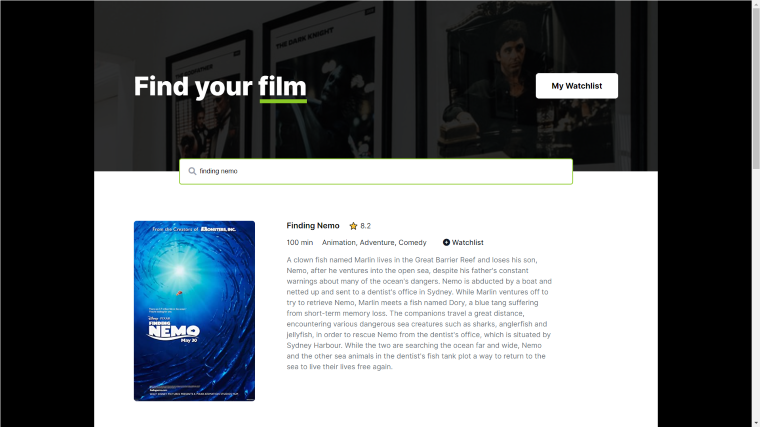 THE DARK KNIGHT
Find your film
My Watchlist
finding nemo
From the Creators of MONSTERS, INC.
DISNEY PIXAR
FINDING
NEMO
May 30
Finding Nemo 8.2
100 min Animation, Adventure, Comedy Watchlist
A clown fish named Marlin lives in the Great Barrier Reef and loses his son,
Nemo, after he ventures into the open sea, despite his father's constant
warnings about many of the ocean's dangers. Nemo is abducted by a boat and
netted up and sent to a dentist's office in Sydney. While Marlin ventures off to
try to retrieve Nemo, Marlin meets a fish named Dory, a blue tang suffering
from short-term memory loss. The companions travel a great distance,
encountering various dangerous sea creatures such as sharks, anglerfish and
jellyfish, in order to rescue Nemo from the dentist's office, which is situated by
Sydney Harbour. While the two are searching the ocean far and wide, Nemo
and the other sea animals in the dentist's fish tank plot a way to return to the
sea to live their lives free again.